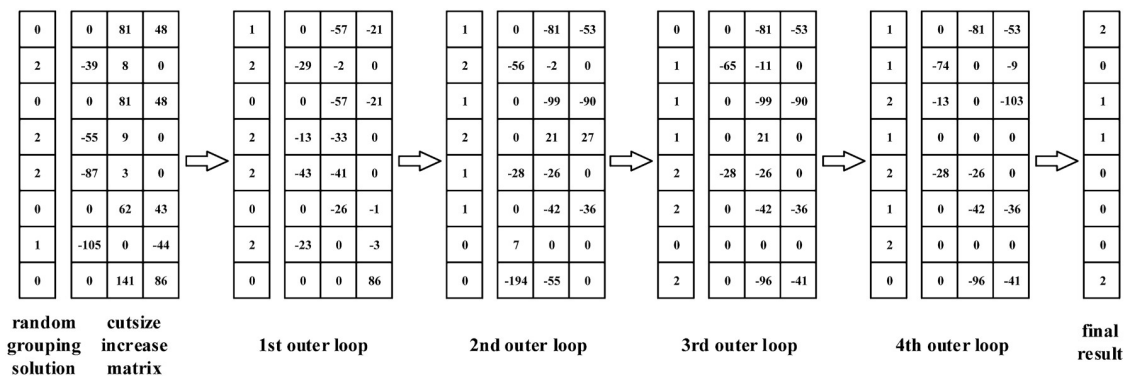 0 0 81 48 1 0 -57 -21 1 0 -81 -53 0 0 -81 -53 1 0 -81 -53 2
2 -39 8 0 2 -29 -2 0 2 -56 -2 0 1 -65 -11 0 1 -74 0 -9 0
0 0 81 48 0 0 -57 -21 1 0 -99 -90 1 0 -99 -90 2 -13 0 -103 1
2 -55 9 0 2 -13 -33 0 2 0 21 27 1 0 21 0 1 0 0 0 1
2 -87 3 0 2 -43 -41 0 1 -28 -26 0 2 -28 -26 0 2 -28 -26 0 0
0 0 62 43 0 0 -26 -1 1 0 -42 -36 2 0 -42 -36 1 0 -42 -36 0
1 -105 0 -44 2 -23 0 -3 0 7 0 0 0 0 0 0 2 0 0 0 0
0 0 141 86 0 0 0 86 0 -194 -55 0 2 0 -96 -41 0 0 -96 -41 2
random
grouping
solution
cutsize
increase
matrix
1st outer loop
2nd outer loop
3rd outer loop
4th outer loop
final
result